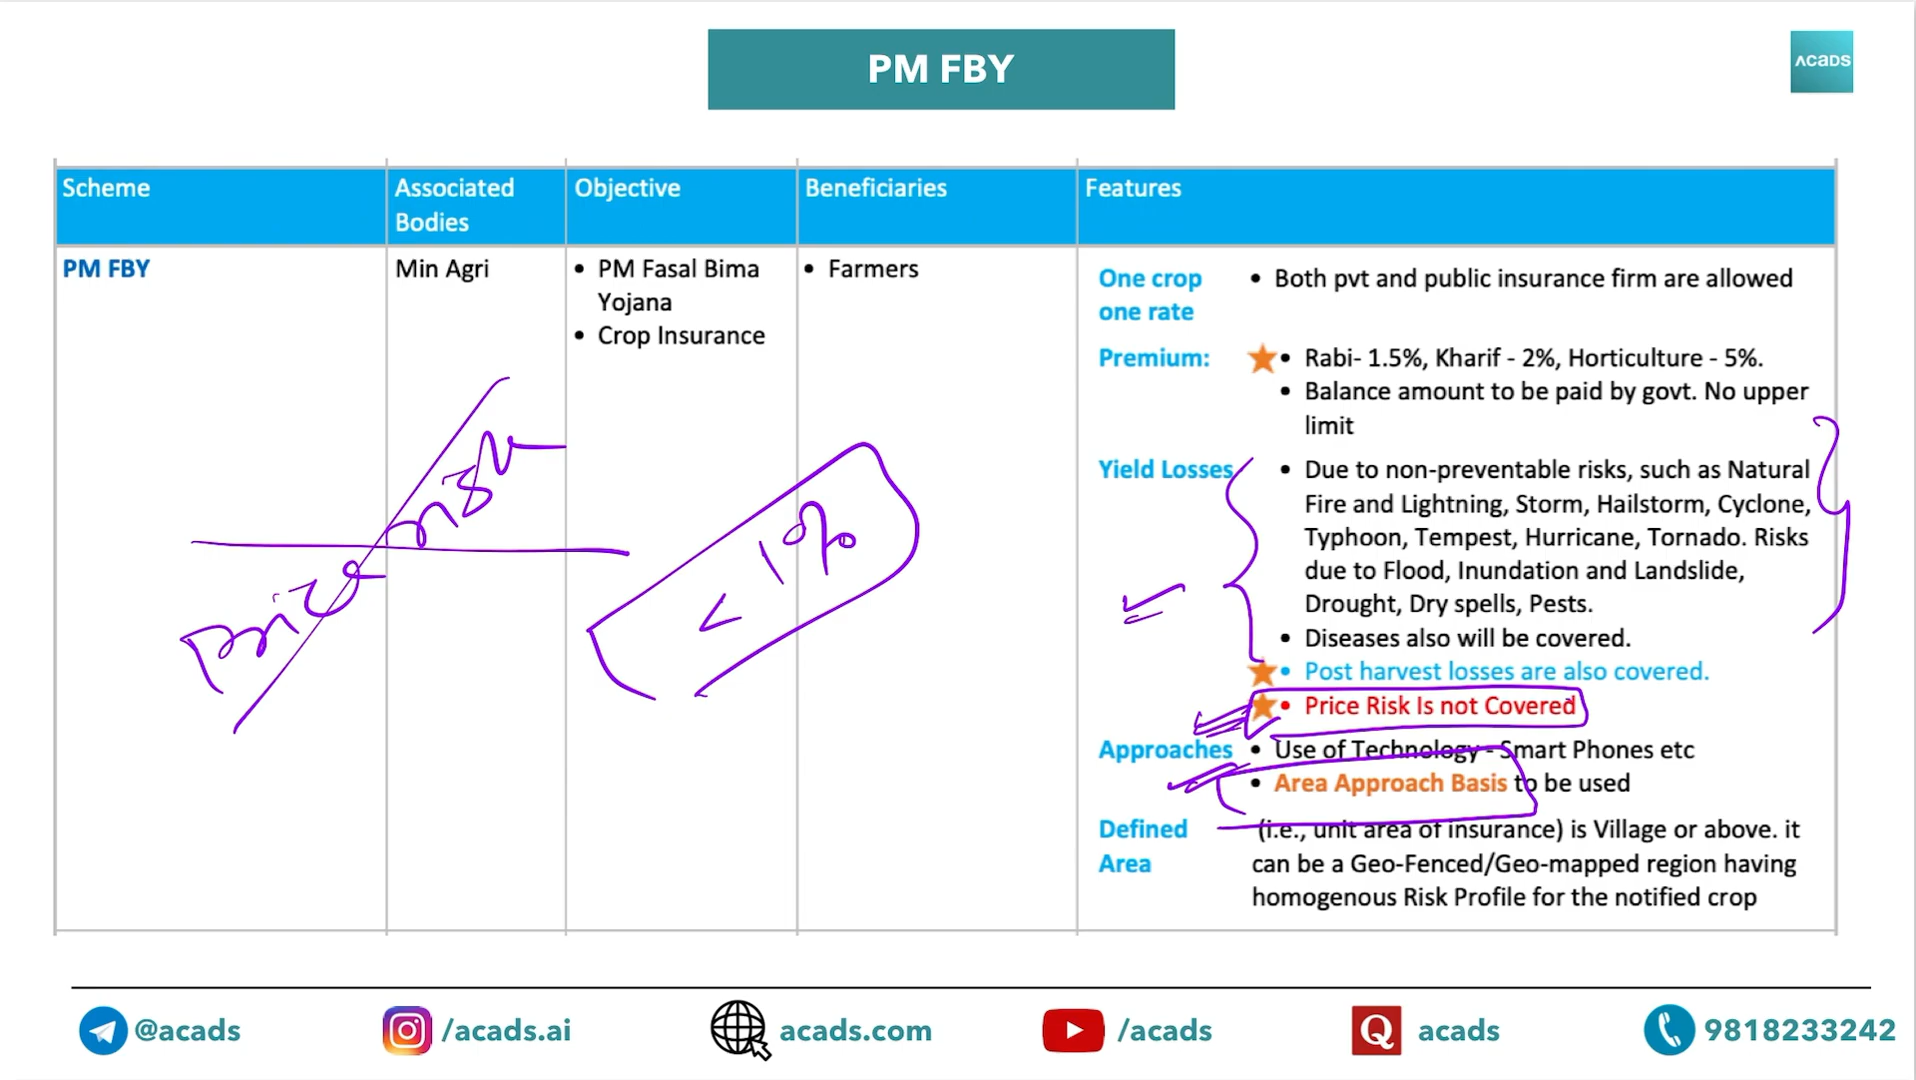 PM FBY
ACADS
Scheme
Associated
Bodies
Objective
Beneficiaries
Features
PM FBY
Min Agri
• PM Fasal Bima
Yojana
• Crop Insurance
• Farmers
One crop
one rate
• Both pvt and public insurance firm are allowed
Premium:
• Rabi- 1.5%, Kharif - 2%, Horticulture - 5%.
• Balance amount to be paid by govt. No upper
limit
Yield Losses
• Due to non-preventable risks, such as Natural
Fire and Lightning, Storm, Hailstorm, Cyclone,
Typhoon, Tempest, Hurricane, Tornado. Risks
due to Flood, Inundation and Landslide,
Drought, Dry spells, Pests.
• Diseases also will be covered.
• Post harvest losses are also covered.
• Price Risk Is not Covered
Approaches
• Use of Technology - Smart Phones etc
• Area Approach Basis to be used
Defined
Area
(i.e., unit area of insurance) is Village or above. it
can be a Geo-Fenced/Geo-mapped region having
homogenous Risk Profile for the notified crop
price risk
< 1%
@acads
/acads.ai
acads.com
/acads
acads
9818233242